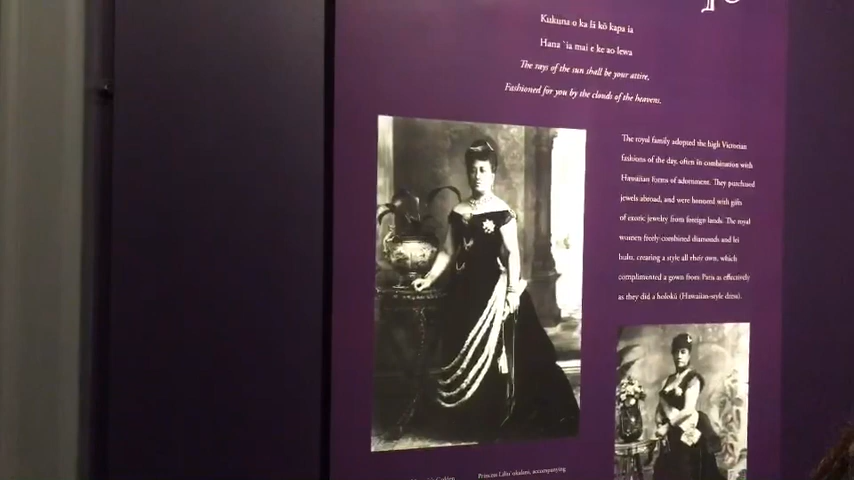 Kukuna o ka lā kō kapa ia
Hana ʻia mai e ke ao lewa
The rays of the sun shall be your attire,
Fashioned for you by the clouds of the heavens.
The royal family adopted the high Victorian
fashions of the day, often in combination with
Hawaiian forms of adornment. They purchased
jewels abroad, and were honored with gifts
of exotic jewelry from foreign lands. The royal
women freely combined diamonds and lei
hulu, creating a style all their own, which
complimented a gown from Paris as effectively
as they did a holokū (Hawaiian-style dress).
Princess Liliʻuokalani, accompanying